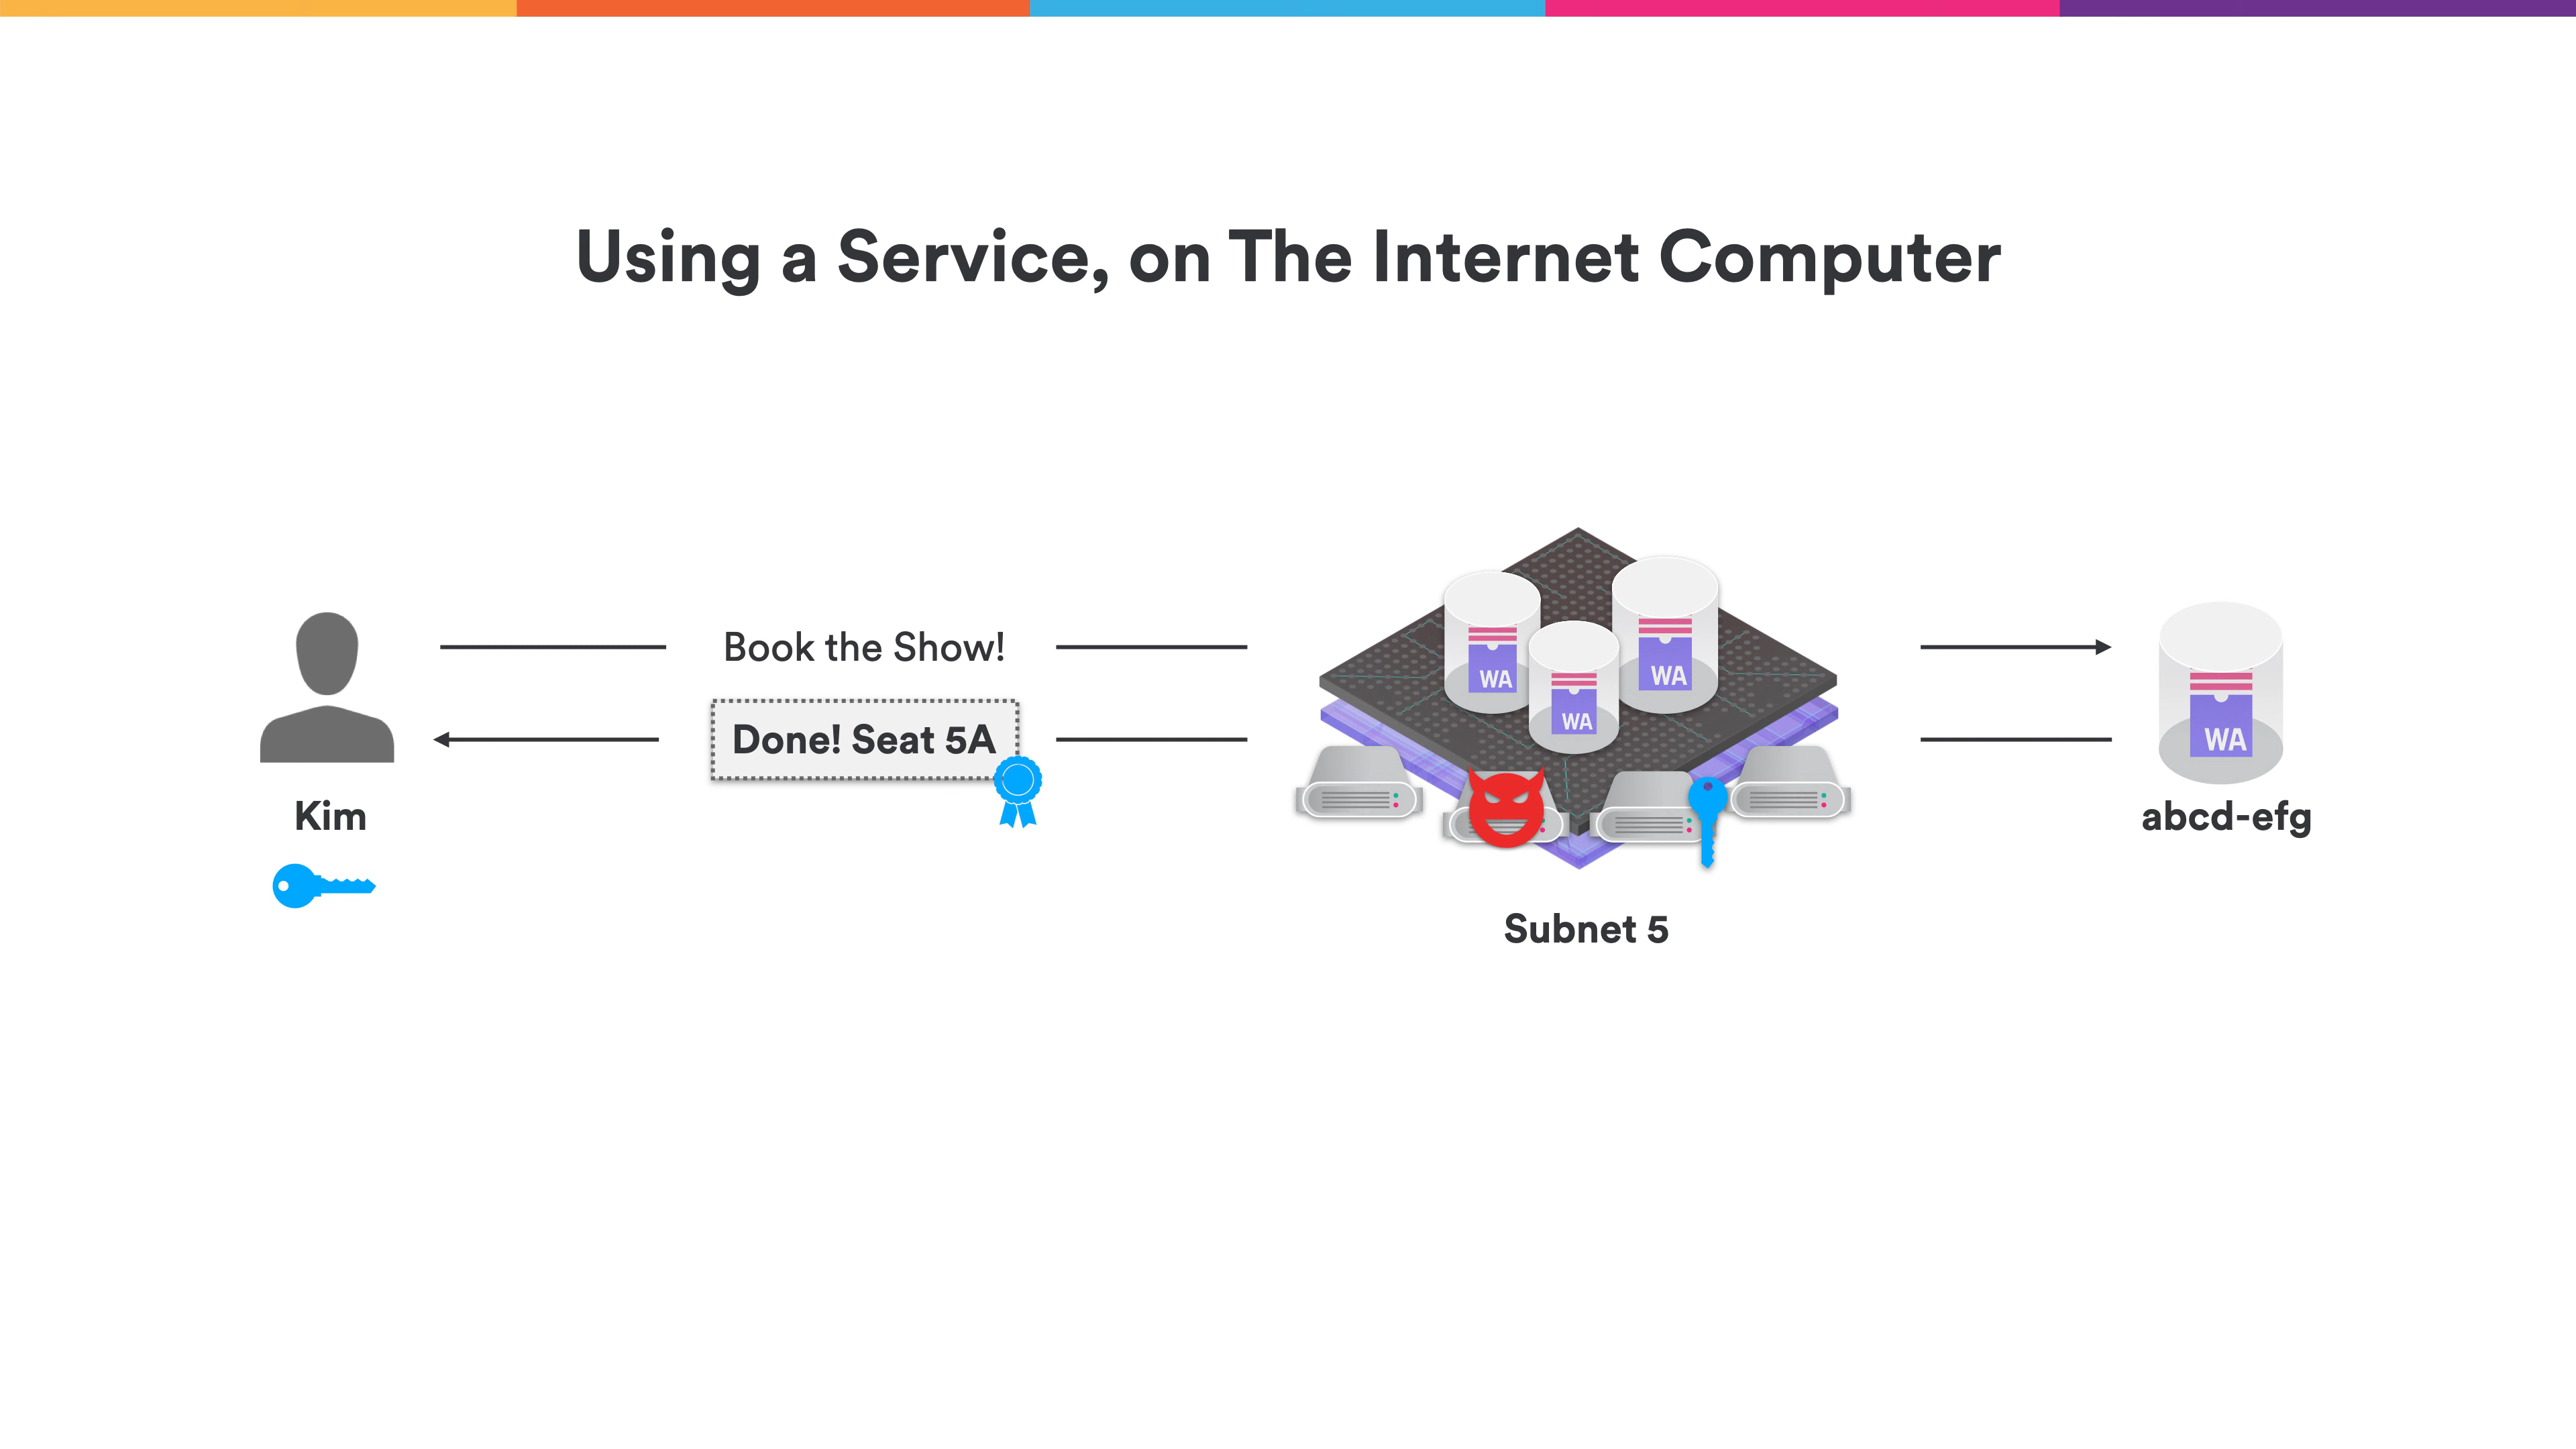 Using a Service, on The Internet Computer
Book the Show!
Done! Seat 5A
Kim
WA
WA
WA
Subnet 5
WA
abcd-efg